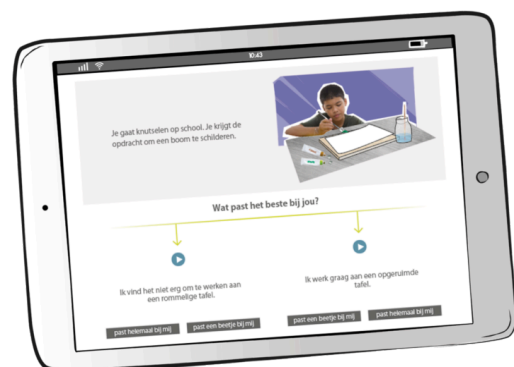 10:43
Je gaat knutselen op school. Je krijgt de
opdracht om een boom te schilderen.
Wat past het beste bij jou?
Ik vind het niet erg om te werken aan
een rommelige tafel.
Ik werk graag aan een opgeruimde
tafel.
past helemaal bij mij
past een beetje bij mij
past een beetje bij mij
past helemaal bij mij